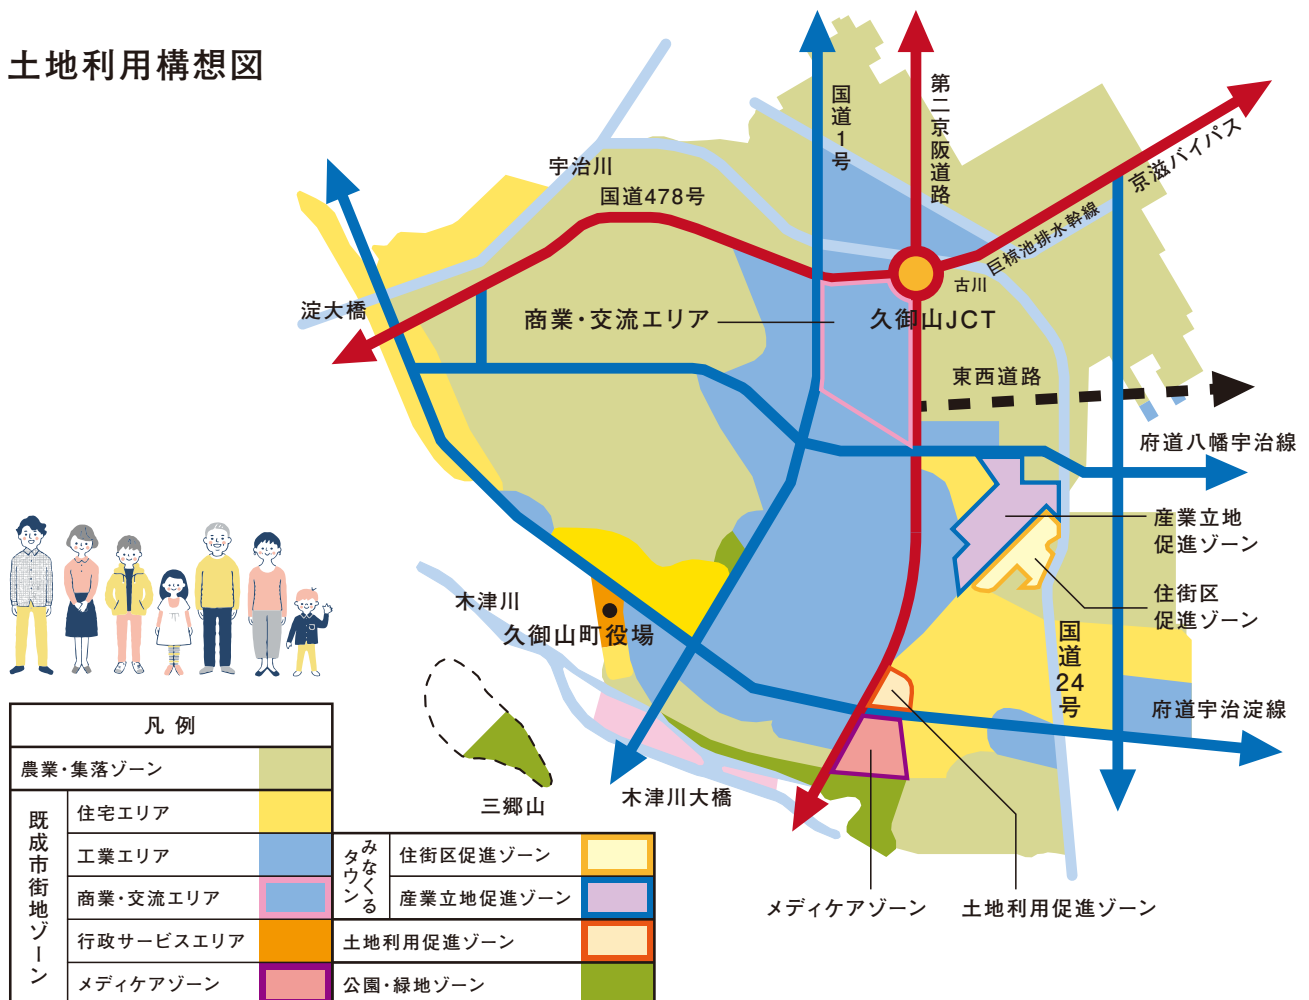 土地利用構想図
国道1号
第二京阪道路
京滋バイパス
宇治川
国道478号
巨椋池排水幹線
古川
淀大橋
商業・交流エリア
久御山JCT
東西道路
府道八幡宇治線
産業立地
促進ゾーン
住街区
促進ゾーン
木津川
久御山町役場
国道24号
府道宇治淀線
三郷山
木津川大橋
メディケアゾーン
土地利用促進ゾーン
凡例
農業・集落ゾーン
既成市街地ゾーン
住宅エリア
工業エリア
商業・交流エリア
行政サービスエリア
メディケアゾーン
みなくる
タウン
住街区促進ゾーン
産業立地促進ゾーン
土地利用促進ゾーン
公園・緑地ゾーン